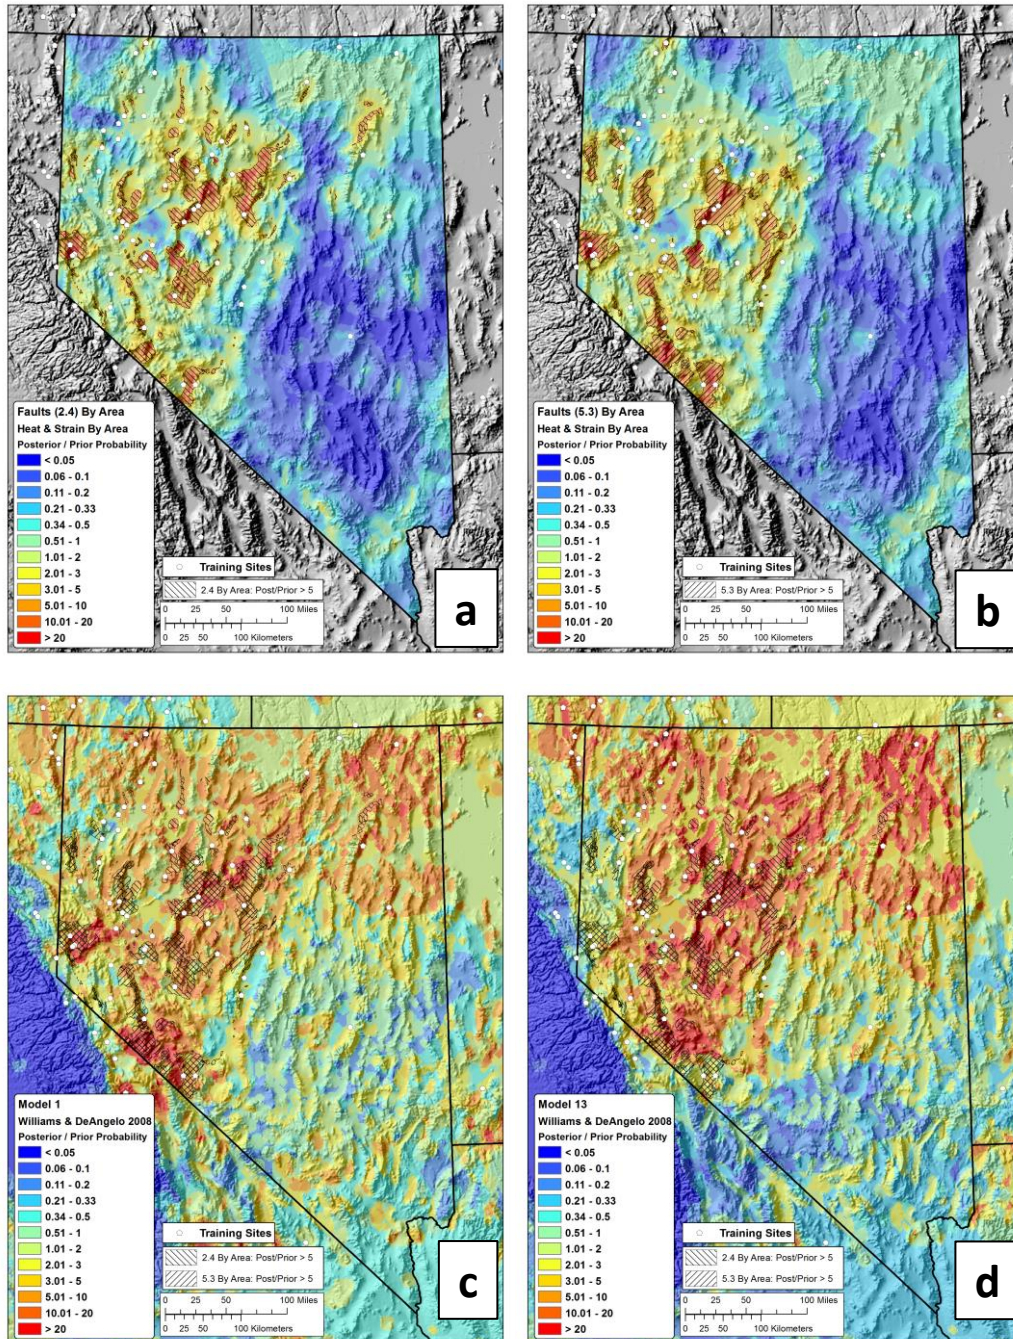 Faults (2.4) By Area
Heat & Strain By Area
Posterior / Prior Probability
< 0.05
0.06 - 0.1
0.11 - 0.2
0.21 - 0.33
0.34 - 0.5
0.51 - 1
1.01 - 2
2.01 - 3
3.01 - 5
5.01 - 10
10.01 - 20
> 20
Training Sites
2.4 By Area: Post/Prior > 5
0 50 100 Miles
0 25 50 100 Kilometers
a
Faults (5.3) By Area
Heat & Strain By Area
Posterior / Prior Probability
< 0.05
0.06 - 0.1
0.11 - 0.2
0.21 - 0.33
0.34 - 0.5
0.51 - 1
1.01 - 2
2.01 - 3
3.01 - 5
5.01 - 10
10.01 - 20
> 20
Training Sites
5.3 By Area: Post/Prior > 5
0 50 100 Miles
0 25 50 100 Kilometers
b
Model 1
Williams & DeAngelo 2008
Posterior / Prior Probability
< 0.05
0.06 - 0.1
0.11 - 0.2
0.21 - 0.33
0.34 - 0.5
0.51 - 1
1.01 - 2
2.01 - 3
3.01 - 5
5.01 - 10
10.01 - 20
> 20
Training Sites
2.4 By Area: Post/Prior > 5
5.3 By Area: Post/Prior > 5
0 50 100 Miles
0 25 50 100 Kilometers
c
Model 13
Williams & DeAngelo 2008
Posterior / Prior Probability
< 0.05
0.06 - 0.1
0.11 - 0.2
0.21 - 0.33
0.34 - 0.5
0.51 - 1
1.01 - 2
2.01 - 3
3.01 - 5
5.01 - 10
10.01 - 20
> 20
Training Sites
2.4 By Area: Post/Prior > 5
5.3 By Area: Post/Prior > 5
0 50 100 Miles
0 25 50 100 Kilometers
d